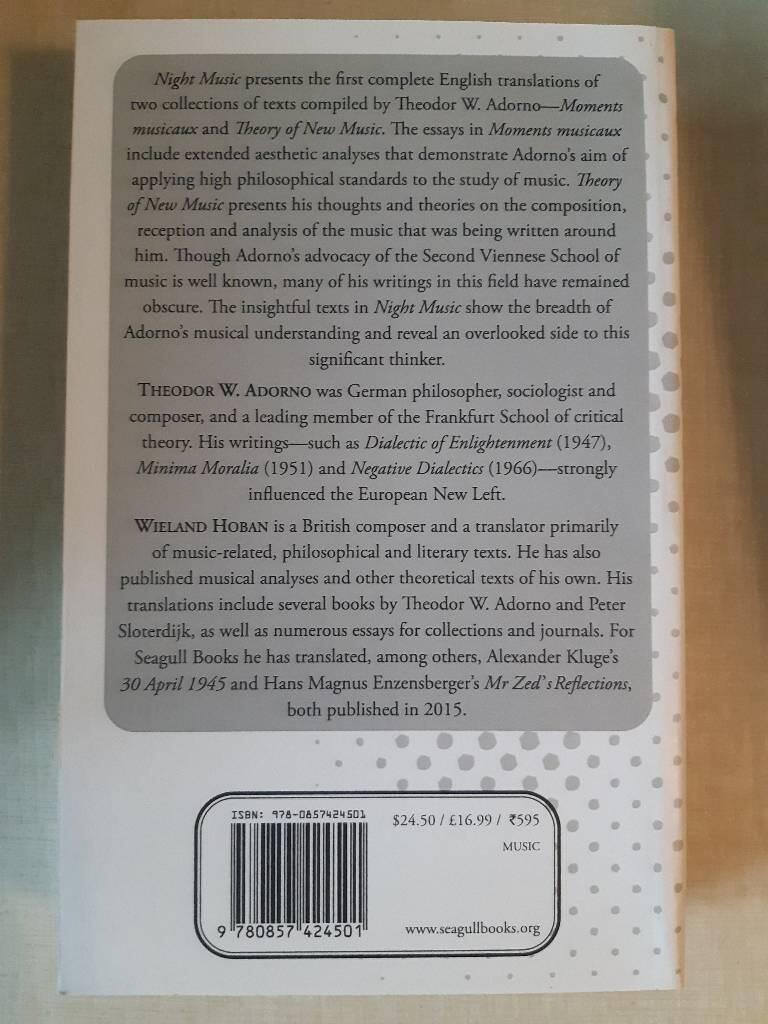 Night Music presents the first complete English translations of
two collections of texts compiled by Theodor W. Adorno—Moments
musicaux and Theory of New Music. The essays in Moments musicaux
include extended aesthetic analyses that demonstrate Adorno's aim of
applying high philosophical standards to the study of music. Theory
of New Music presents his thoughts and theories on the composition,
reception and analysis of the music that was being written around
him. Though Adorno's advocacy of the Second Viennese School of
music is well known, many of his writings in this field have remained
obscure. The insightful texts in Night Music show the breadth of
Adorno's musical understanding and reveal an overlooked side to this
significant thinker.
THEODOR W. ADORNO was German philosopher, sociologist and
composer, and a leading member of the Frankfurt School of critical
theory. His writings—such as Dialectic of Enlightenment (1947),
Minima Moralia (1951) and Negative Dialectics (1966)—strongly
influenced the European New Left.
WIELAND HOBAN is a British composer and a translator primarily
of music-related, philosophical and literary texts. He has also
published musical analyses and other theoretical texts of his own. His
translations include several books by Theodor W. Adorno and Peter
Sloterdijk, as well as numerous essays for collections and journals. For
Seagull Books he has translated, among others, Alexander Kluge's
30 April 1945 and Hans Magnus Enzensberger's Mr Zed's Reflections,
both published in 2015.
ISBN: 978-0857424501
$24.50 / £16.99 / ₹595
MUSIC
9 780857 424501
www.seagullbooks.org